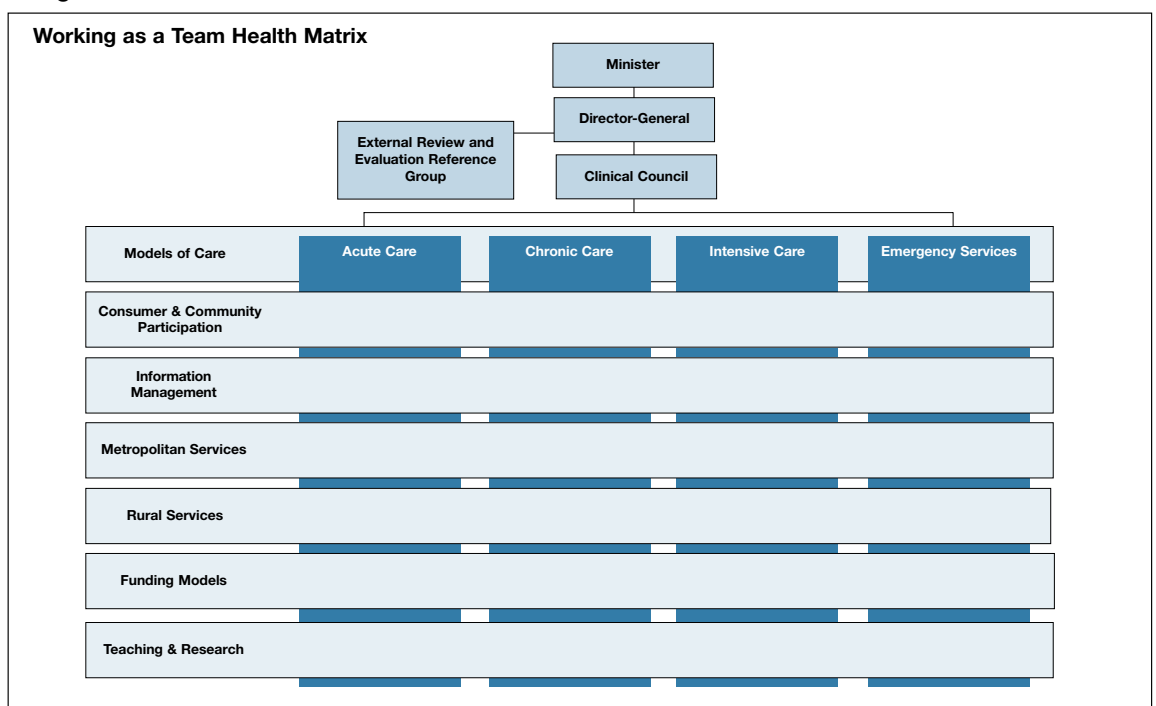 Working as a Team Health Matrix
Minister
Director-General
External Review and
Evaluation Reference
Group
Clinical Council
Models of Care
Acute Care
Chronic Care
Intensive Care
Emergency Services
Consumer & Community
Participation
Information
Management
Metropolitan Services
Rural Services
Funding Models
Teaching & Research